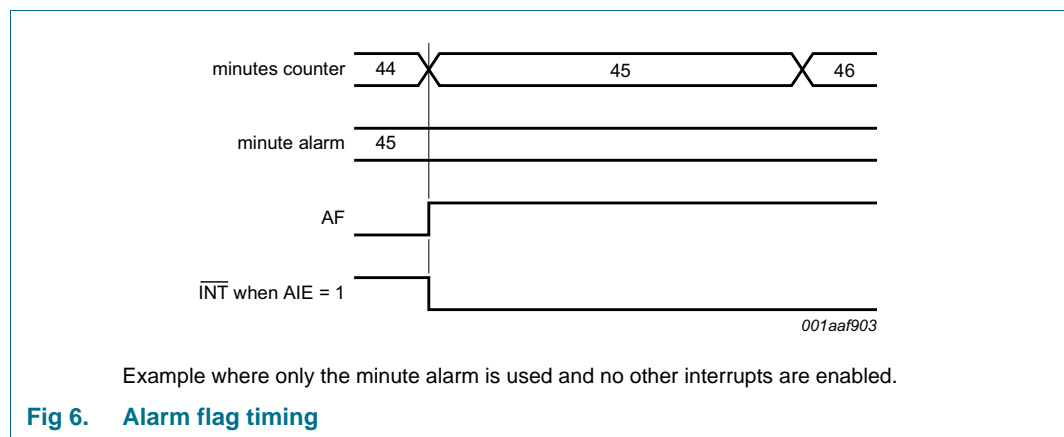 minutes counter 44 45 46
minute alarm 45
AF
INT when AIE = 1
001aaf903
Example where only the minute alarm is used and no other interrupts are enabled.
Fig 6. Alarm flag timing